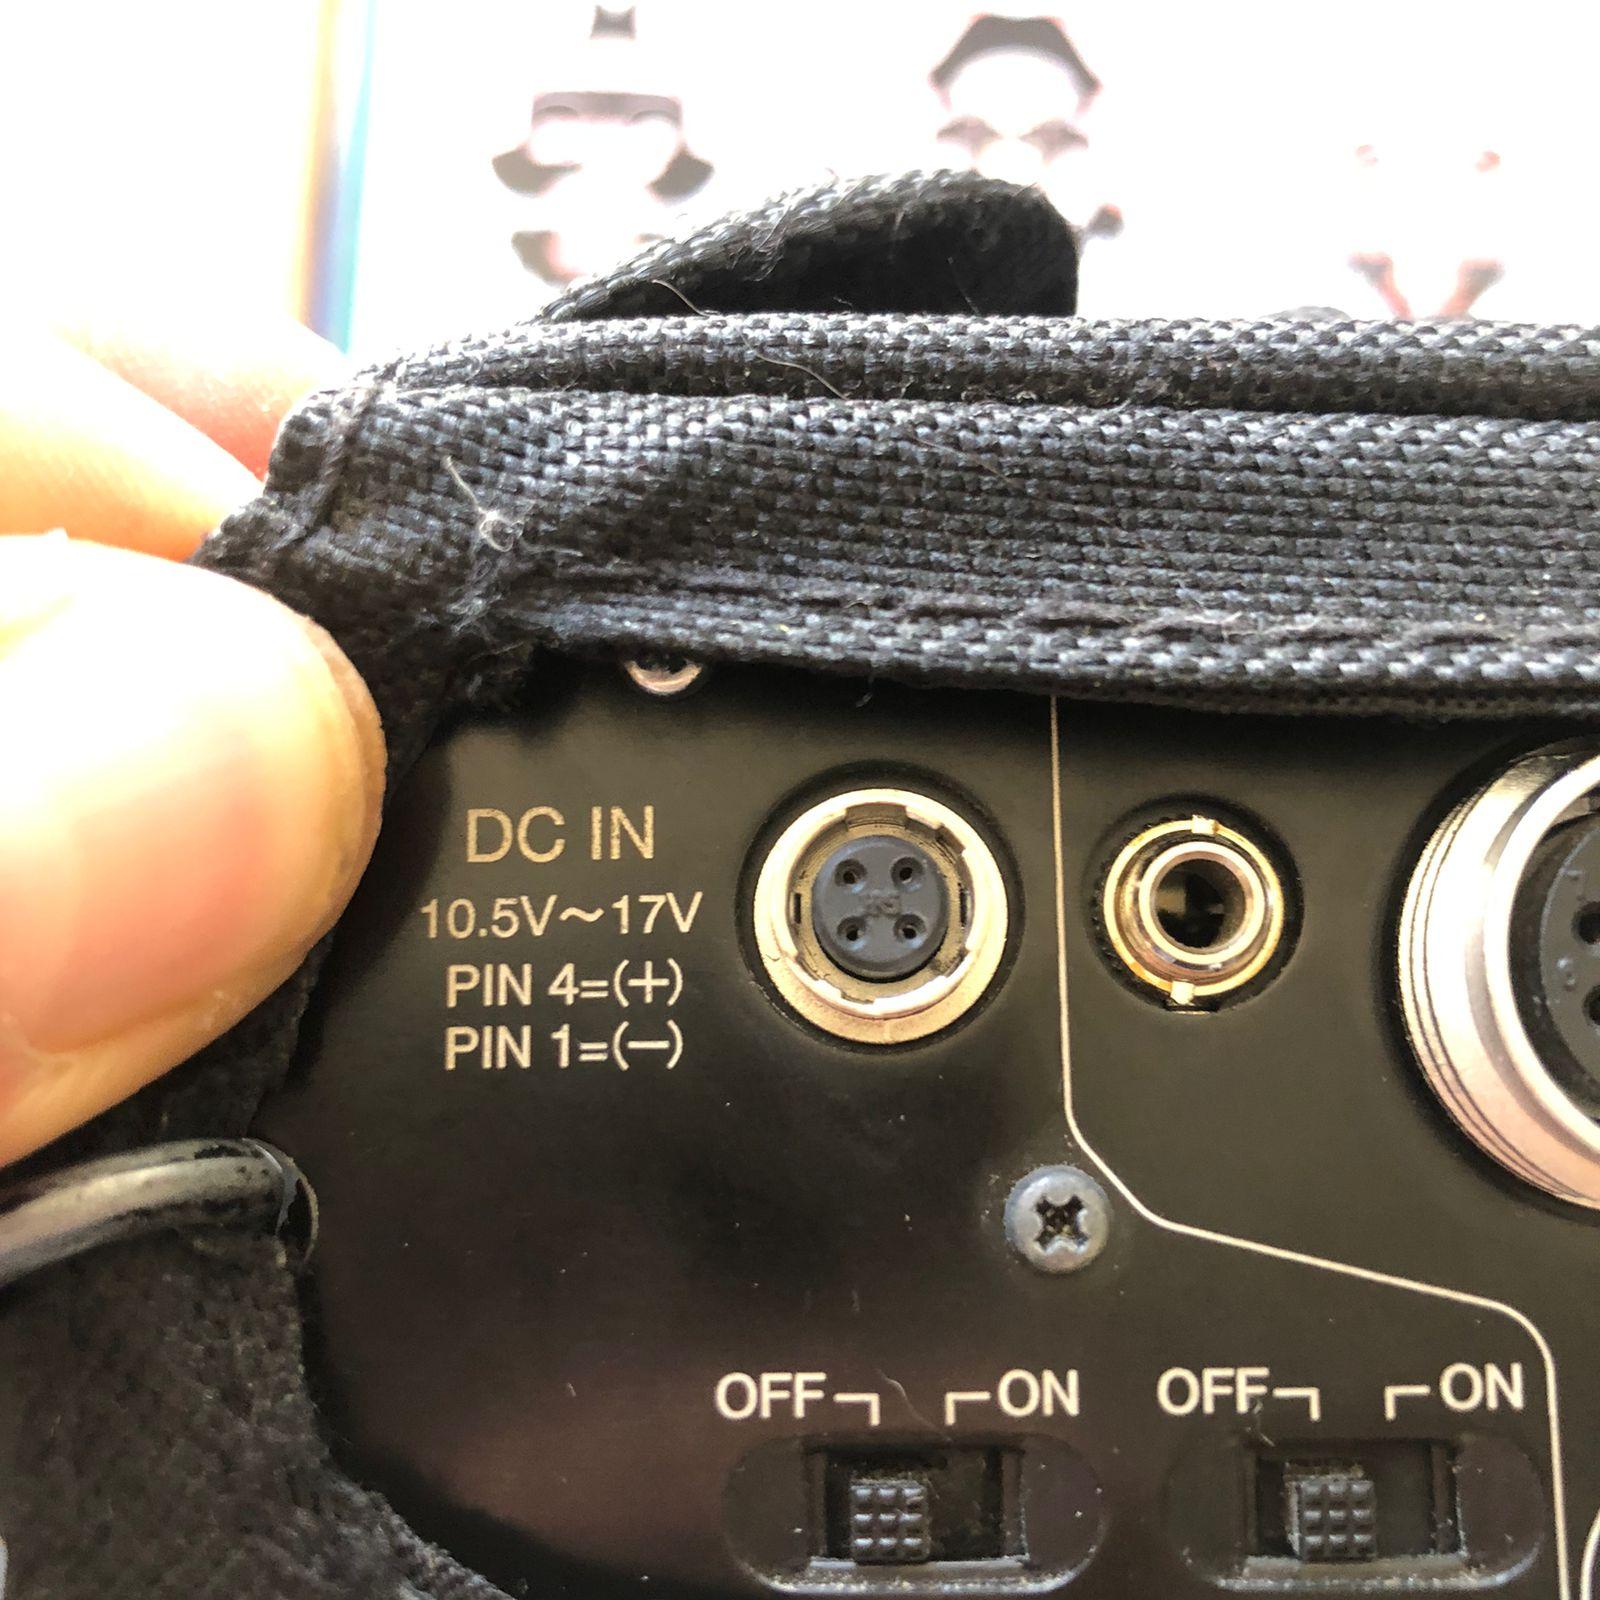 DC IN
10.5V～17V
PIN 4=(+)
PIN 1=(−)
OFF ON OFF ON